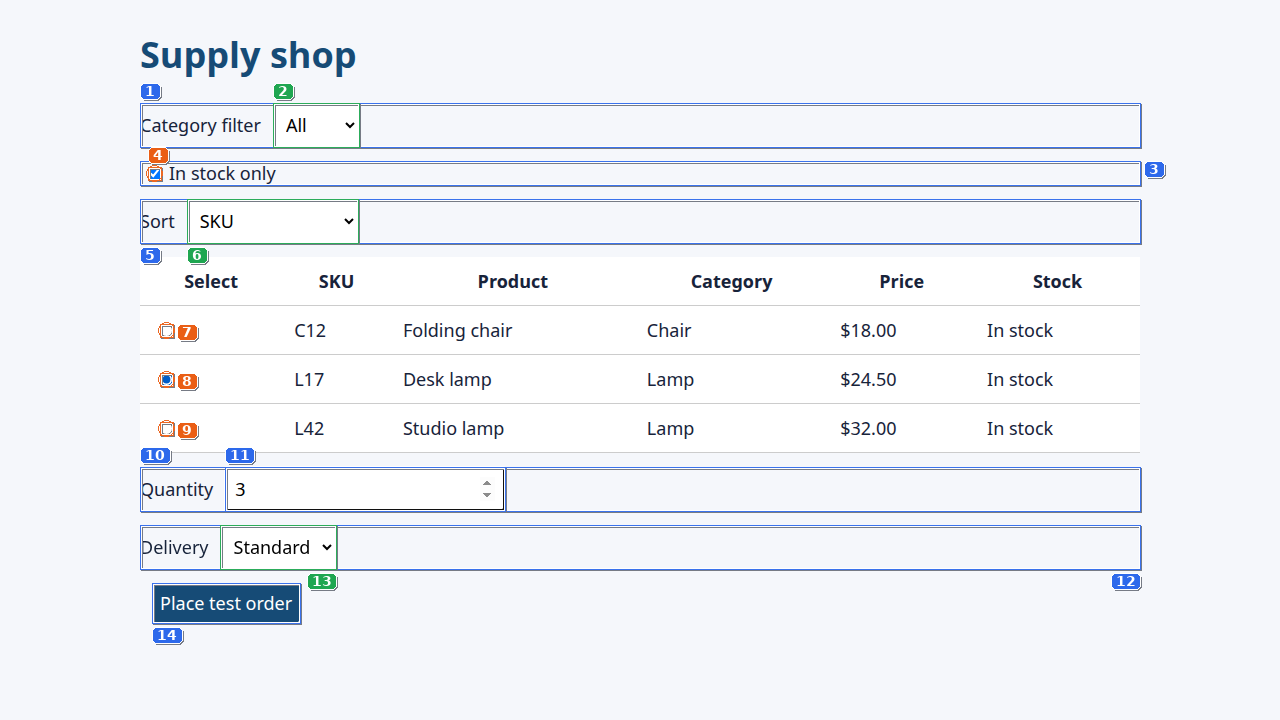 Supply shop
1 2
Category filter All
4
In stock only 3
Sort SKU
5 6
Select SKU Product Category Price Stock
7 C12 Folding chair Chair $18.00 In stock
8 L17 Desk lamp Lamp $24.50 In stock
9 L42 Studio lamp Lamp $32.00 In stock
10 11
Quantity 3
Delivery Standard
13 12
Place test order
14